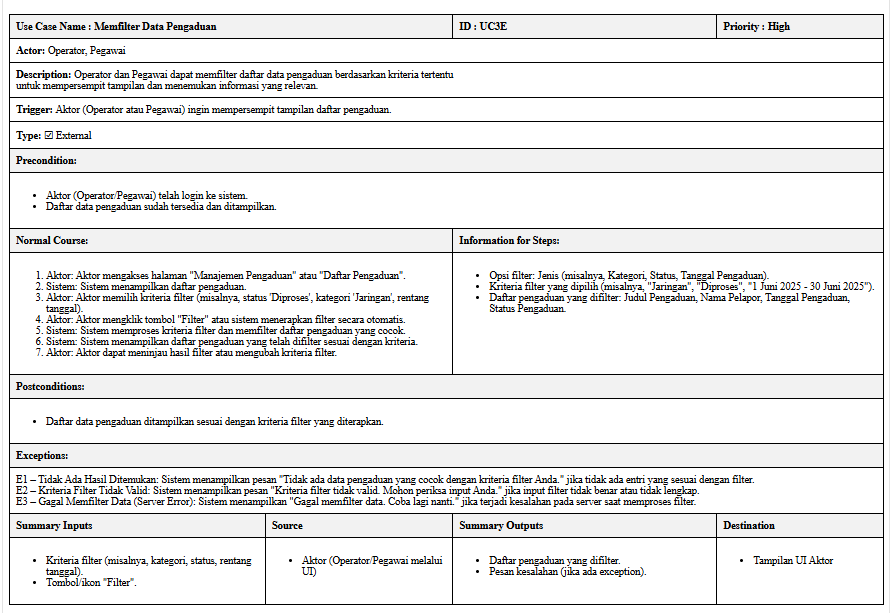 Use Case Name : Memfilter Data Pengaduan
ID : UC3E
Priority : High
Actor: Operator, Pegawai
Description: Operator dan Pegawai dapat memfilter daftar data pengaduan berdasarkan kriteria tertentu
untuk mempersempit tampilan dan menemukan informasi yang relevan.
Trigger: Aktor (Operator atau Pegawai) ingin mempersempit tampilan daftar pengaduan.
Type: ☑ External
Precondition:
• Aktor (Operator/Pegawai) telah login ke sistem.
• Daftar data pengaduan sudah tersedia dan ditampilkan.
Normal Course:
1. Aktor: Aktor mengakses halaman "Manajemen Pengaduan" atau "Daftar Pengaduan".
2. Sistem: Sistem menampilkan daftar pengaduan.
3. Aktor: Aktor memilih kriteria filter (misalnya, status 'Diproses', kategori 'Jaringan', rentang
tanggal).
4. Aktor: Aktor mengklik tombol "Filter" atau sistem menerapkan filter secara otomatis.
5. Sistem: Sistem memproses kriteria filter dan memfilter daftar pengaduan yang cocok.
6. Sistem: Sistem menampilkan daftar pengaduan yang telah difilter sesuai dengan kriteria.
7. Aktor: Aktor dapat meninjau hasil filter atau mengubah kriteria filter.
Information for Steps:
• Opsi filter: Jenis (misalnya, Kategori, Status, Tanggal Pengaduan).
• Kriteria filter yang dipilih (misalnya, "Jaringan", "Diproses", "1 Juni 2025 - 30 Juni 2025").
• Daftar pengaduan yang difilter: Judul Pengaduan, Nama Pelapor, Tanggal Pengaduan,
Status Pengaduan.
Postconditions:
• Daftar data pengaduan ditampilkan sesuai dengan kriteria filter yang diterapkan.
Exceptions:
E1 – Tidak Ada Hasil Ditemukan: Sistem menampilkan pesan "Tidak ada data pengaduan yang cocok dengan kriteria filter Anda." jika tidak ada entri yang sesuai dengan filter.
E2 – Kriteria Filter Tidak Valid: Sistem menampilkan pesan "Kriteria filter tidak valid. Mohon periksa input Anda." jika input filter tidak benar atau tidak lengkap.
E3 – Gagal Memfilter Data (Server Error): Sistem menampilkan "Gagal memfilter data. Coba lagi nanti." jika terjadi kesalahan pada server saat memproses filter.
Summary Inputs
Source
Summary Outputs
Destination
• Kriteria filter (misalnya, kategori, status, rentang
tanggal).
• Tombol/ikon "Filter".
• Aktor (Operator/Pegawai melalui
UI)
• Daftar pengaduan yang difilter.
• Pesan kesalahan (jika ada exception).
• Tampilan UI Aktor